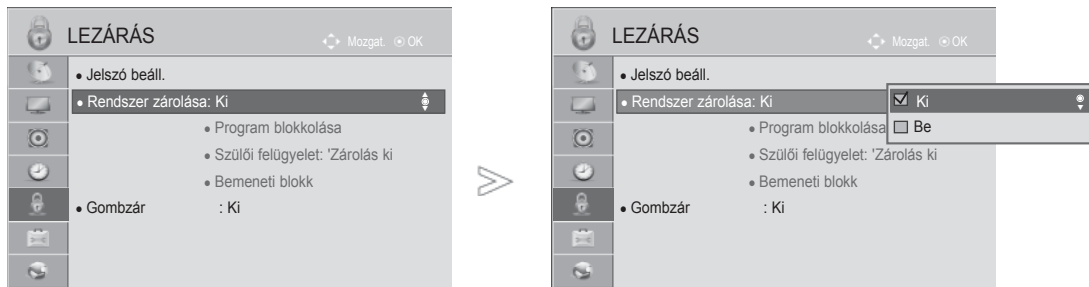 LEZÁRÁS
Mozgat. OK
• Jelszó beáll.
• Rendszer zárolása: Ki
• Program blokkolása
• Szülői felügyelet: 'Zárolás ki
• Bemeneti blokk
• Gombzár : Ki
LEZÁRÁS
Mozgat. OK
• Jelszó beáll.
• Rendszer zárolása: Ki
Ki
• Program blokkolása
Be
• Szülői felügyelet: 'Zárolás ki
• Bemeneti blokk
• Gombzár : Ki